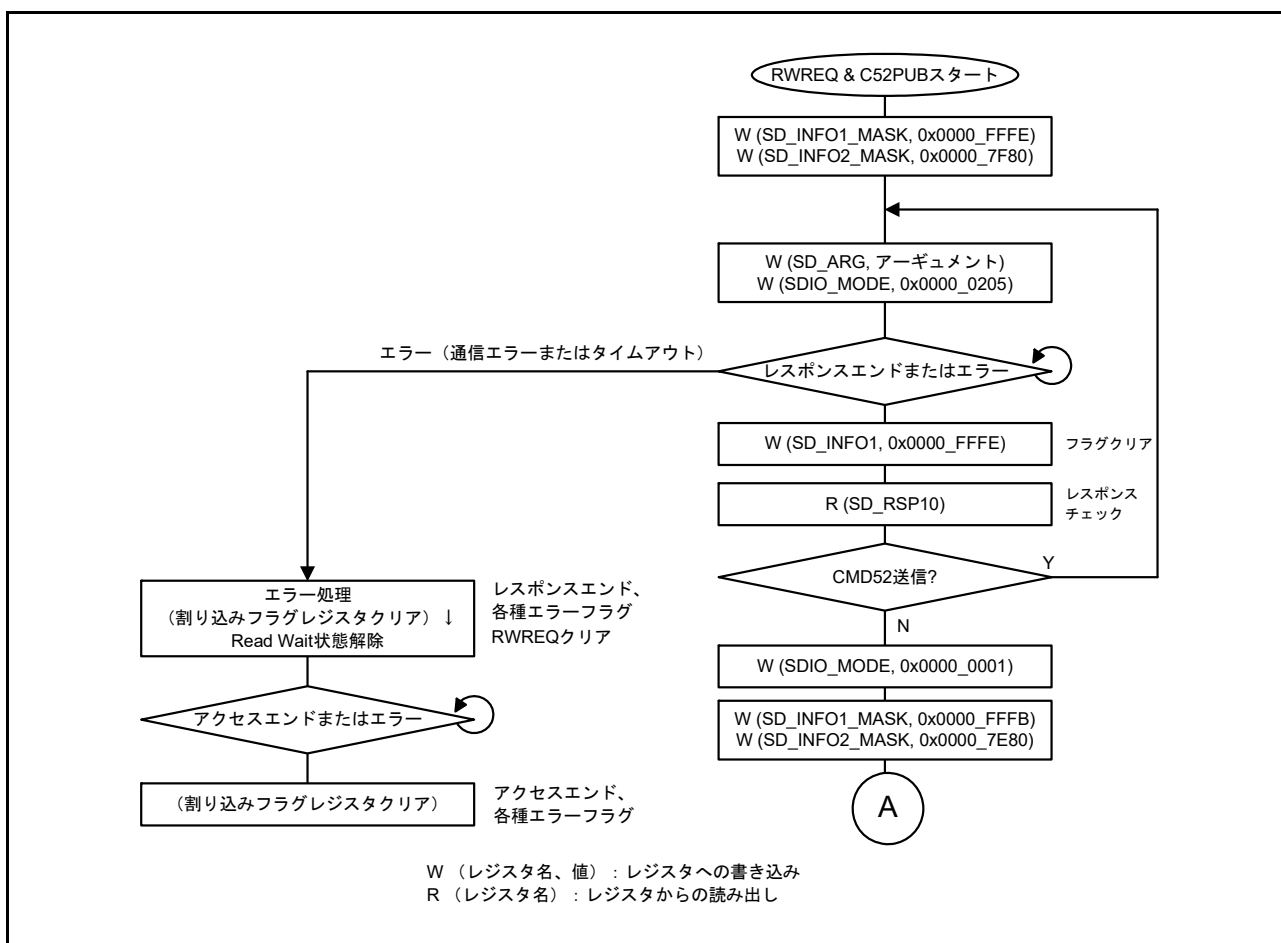 RWREQ & C52PUBスタート
W (SD_INFO1_MASK, 0x0000_FFFE)
W (SD_INFO2_MASK, 0x0000_7F80)
W (SD_ARG, アーギュメント)
W (SDIO_MODE, 0x0000_0205)
エラー（通信エラーまたはタイムアウト）
レスポンスエンドまたはエラー
W (SD_INFO1, 0x0000_FFFE)
フラグクリア
R (SD_RSP10)
レスポンス
チェック
CMD52送信?
Y
N
W (SDIO_MODE, 0x0000_0001)
W (SD_INFO1_MASK, 0x0000_FFFB)
W (SD_INFO2_MASK, 0x0000_7E80)
A
エラー処理
（割り込みフラグレジスタクリア）↓
Read Wait状態解除
レスポンスエンド、
各種エラーフラグ
RWREQクリア
アクセスエンドまたはエラー
（割り込みフラグレジスタクリア）
アクセスエンド、
各種エラーフラグ
W （レジスタ名、値）：レジスタへの書き込み
R （レジスタ名）：レジスタからの読み出し